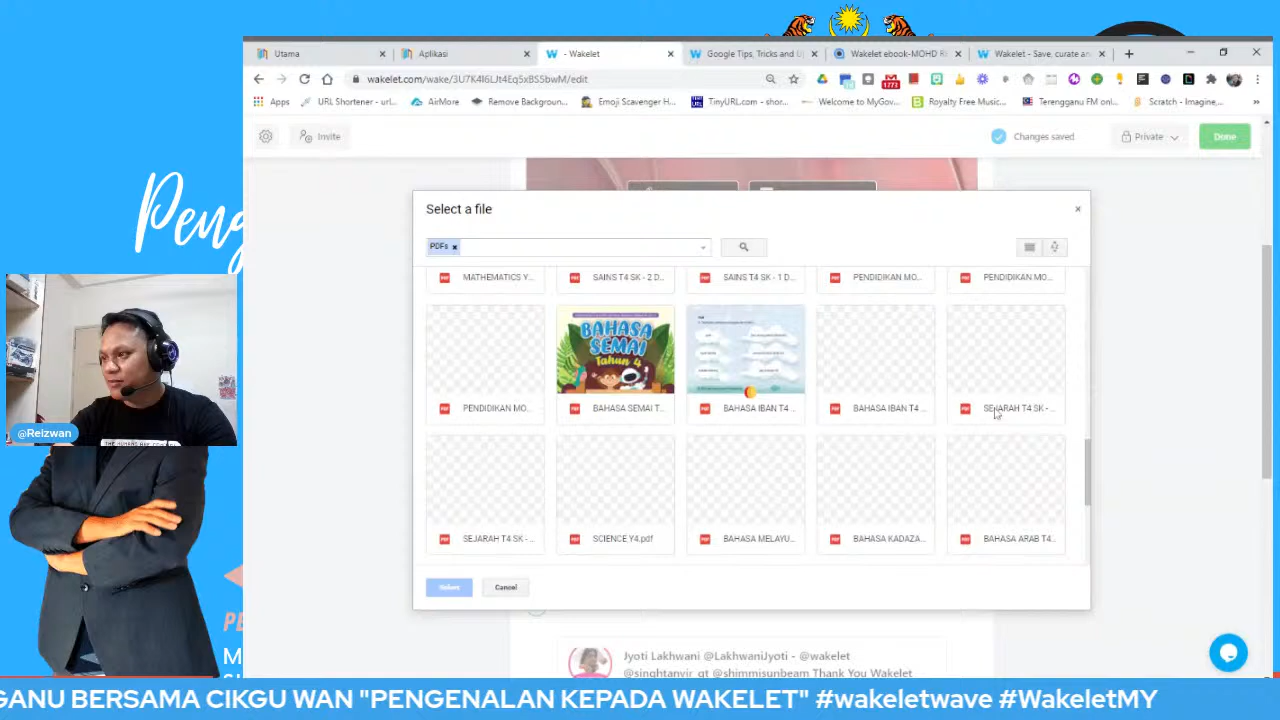 Utama
Aplikasi
- Wakelet
Google Tips, Tricks and U
Wakelet ebook-MOHD R
Wakelet - Save, curate an
wakelet.com/wake/3U7K4I6LJt4Eq5xBS5bwM/edit
Apps
URL Shortener - url...
AirMore
Remove Backgroun...
Emoji Scavenger H...
TinyURL.com - shor...
Welcome to MyGov...
Royalty Free Music...
Terengganu FM onl...
Scratch - Imagine,...
Invite
Changes saved
Private
Done
Peng
Select a file
PDFs
MATHEMATICS Y...
SAINS T4 SK - 2 D...
SAINS T4 SK - 1 D...
PENDIDIKAN MO...
PENDIDIKAN MO...
BAHASA
SEMAI
Tahun 4
PENDIDIKAN MO...
BAHASA SEMAI T...
BAHASA IBAN T4 ...
BAHASA IBAN T4 ...
SEJARAH T4 SK - ...
@Reizwan
SEJARAH T4 SK - ...
SCIENCE Y4.pdf
BAHASA MELAYU...
BAHASA KADAZA...
BAHASA ARAB T4...
Select
Cancel
Jyoti Lakhwani @LakhwaniJyoti - @wakelet
@singhtanvir_gt @shimmisunbeam Thank You Wakelet
GANU BERSAMA CIKGU WAN "PENGENALAN KEPADA WAKELET" #wakeletwave #WakeletMY